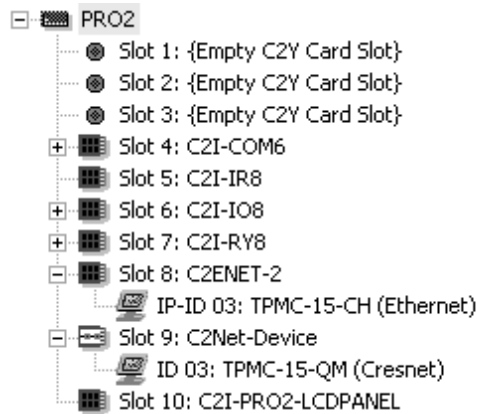 PRO2
Slot 1: {Empty C2Y Card Slot}
Slot 2: {Empty C2Y Card Slot}
Slot 3: {Empty C2Y Card Slot}
Slot 4: C2I-COM6
Slot 5: C2I-IR8
Slot 6: C2I-IO8
Slot 7: C2I-RY8
Slot 8: C2ENET-2
IP-ID 03: TPMC-15-CH (Ethernet)
Slot 9: C2Net-Device
ID 03: TPMC-15-QM (Cresnet)
Slot 10: C2I-PRO2-LCDPANEL